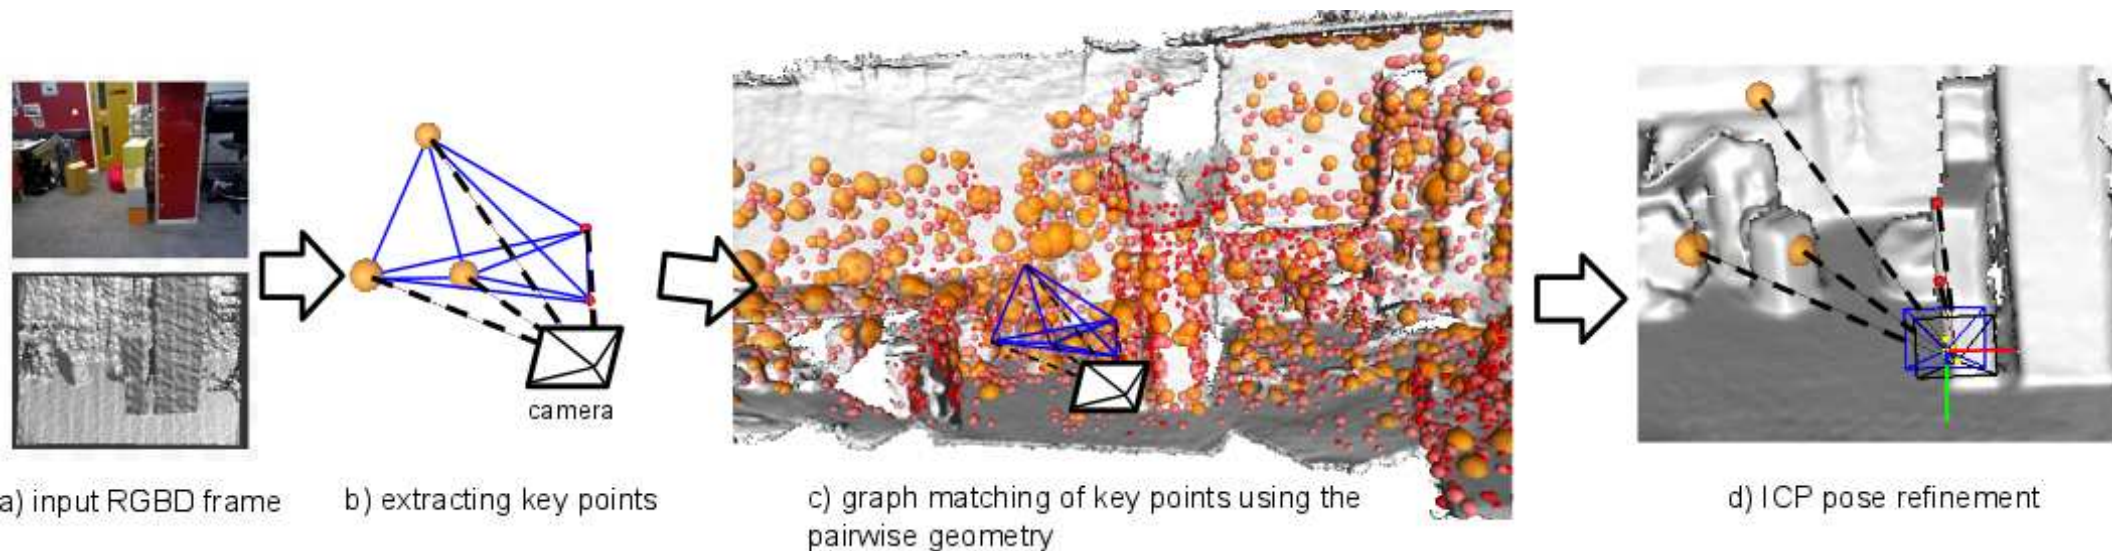 camera
a) input RGBD frame
b) extracting key points
c) graph matching of key points using the
pairwise geometry
d) ICP pose refinement